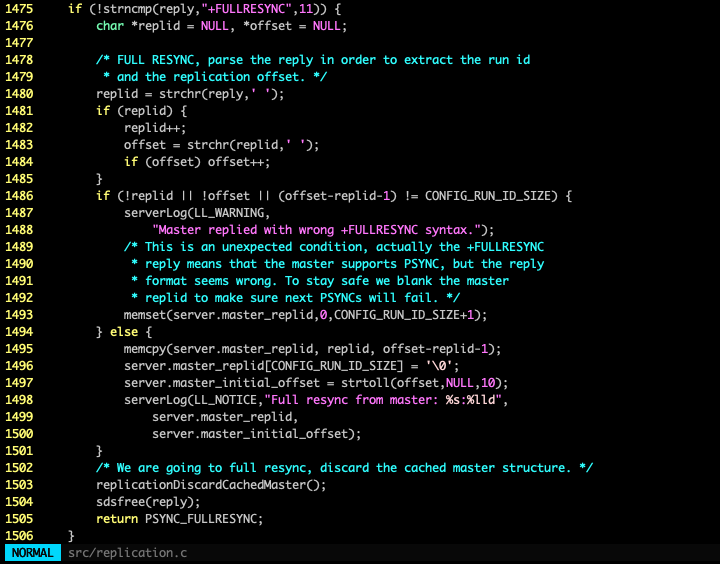 1475     if (!strncmp(reply,"+FULLRESYNC",11)) {
1476         char *replid = NULL, *offset = NULL;
1477
1478         /* FULL RESYNC, parse the reply in order to extract the run id
1479          * and the replication offset. */
1480         replid = strchr(reply,' ');
1481         if (replid) {
1482             replid++;
1483             offset = strchr(replid,' ');
1484             if (offset) offset++;
1485         }
1486         if (!replid || !offset || (offset-replid-1) != CONFIG_RUN_ID_SIZE) {
1487             serverLog(LL_WARNING,
1488                 "Master replied with wrong +FULLRESYNC syntax.");
1489             /* This is an unexpected condition, actually the +FULLRESYNC
1490              * reply means that the master supports PSYNC, but the reply
1491              * format seems wrong. To stay safe we blank the master
1492              * replid to make sure next PSYNCs will fail. */
1493             memset(server.master_replid,0,CONFIG_RUN_ID_SIZE+1);
1494         } else {
1495             memcpy(server.master_replid, replid, offset-replid-1);
1496             server.master_replid[CONFIG_RUN_ID_SIZE] = '\0';
1497             server.master_initial_offset = strtoll(offset,NULL,10);
1498             serverLog(LL_NOTICE,"Full resync from master: %s:%lld",
1499                 server.master_replid,
1500                 server.master_initial_offset);
1501         }
1502         /* We are going to full resync, discard the cached master structure. */
1503         replicationDiscardCachedMaster();
1504         sdsfree(reply);
1505         return PSYNC_FULLRESYNC;
1506     }
NORMAL src/replication.c